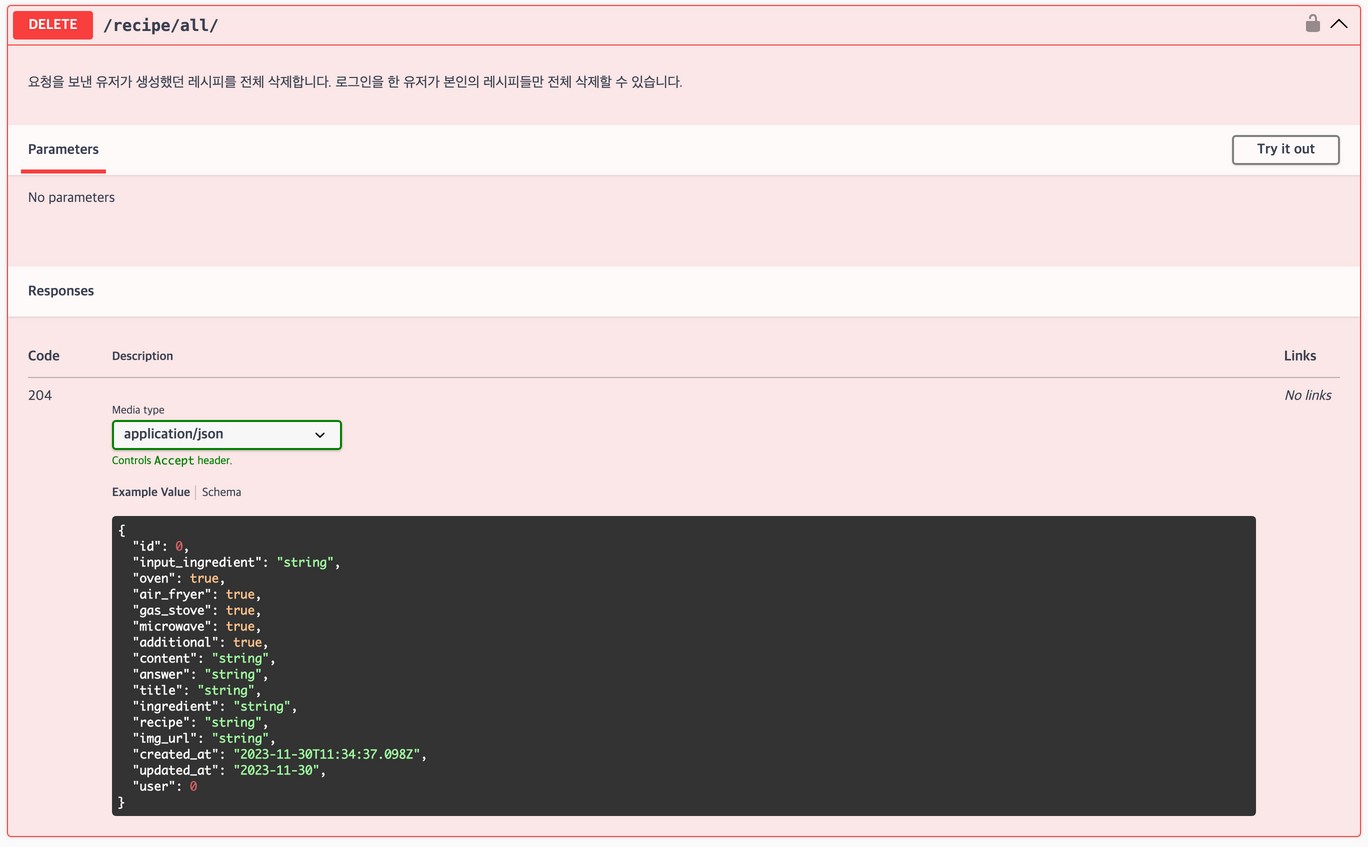 DELETE /recipe/all/
요청을 보낸 유저가 생성했던 레시피를 전체 삭제합니다. 로그인을 한 유저가 본인의 레시피들만 전체 삭제할 수 있습니다.
Parameters Try it out
No parameters
Responses
Code Description Links
204 No links
Media type
application/json
Controls Accept header.
Example Value Schema
{
  "id": 0,
  "input_ingredient": "string",
  "oven": true,
  "air_fryer": true,
  "gas_stove": true,
  "microwave": true,
  "additional": true,
  "content": "string",
  "answer": "string",
  "title": "string",
  "ingredient": "string",
  "recipe": "string",
  "img_url": "string",
  "created_at": "2023-11-30T11:34:37.098Z",
  "updated_at": "2023-11-30",
  "user": 0
}